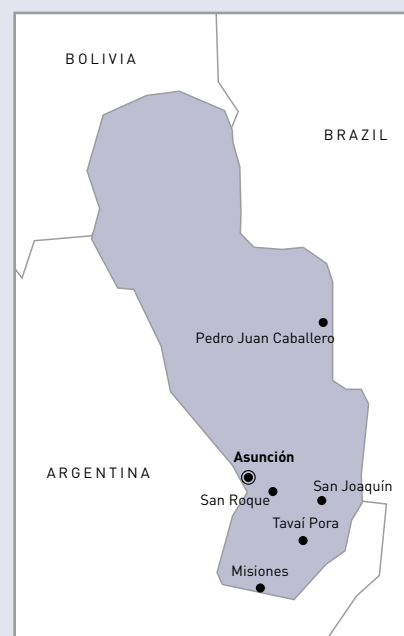 BOLIVIA
BRAZIL
Pedro Juan Caballero
Asunción
ARGENTINA
San Joaquín
San Roque
Tavaí Pora
Misiones